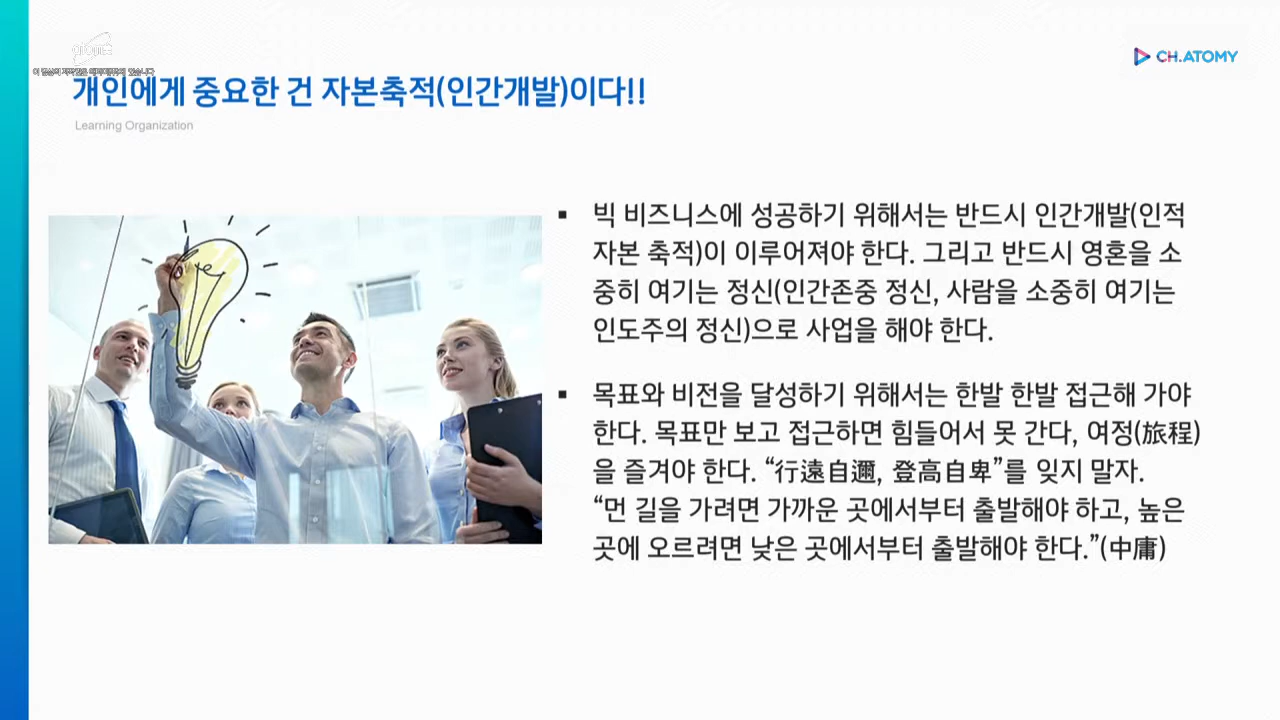 CH.ATOMY
개인에게 중요한 건 자본축적(인간개발)이다!!
Learning Organization
▪ 빅 비즈니스에 성공하기 위해서는 반드시 인간개발(인적
자본 축적)이 이루어져야 한다. 그리고 반드시 영혼을 소
중히 여기는 정신(인간존중 정신, 사람을 소중히 여기는
인도주의 정신)으로 사업을 해야 한다.
▪ 목표와 비전을 달성하기 위해서는 한발 한발 접근해 가야
한다. 목표만 보고 접근하면 힘들어서 못 간다, 여정(旅程)
을 즐겨야 한다. “行遠自邇, 登高自卑”를 잊지 말자.
“먼 길을 가려면 가까운 곳에서부터 출발해야 하고, 높은
곳에 오르려면 낮은 곳에서부터 출발해야 한다.”(中庸)